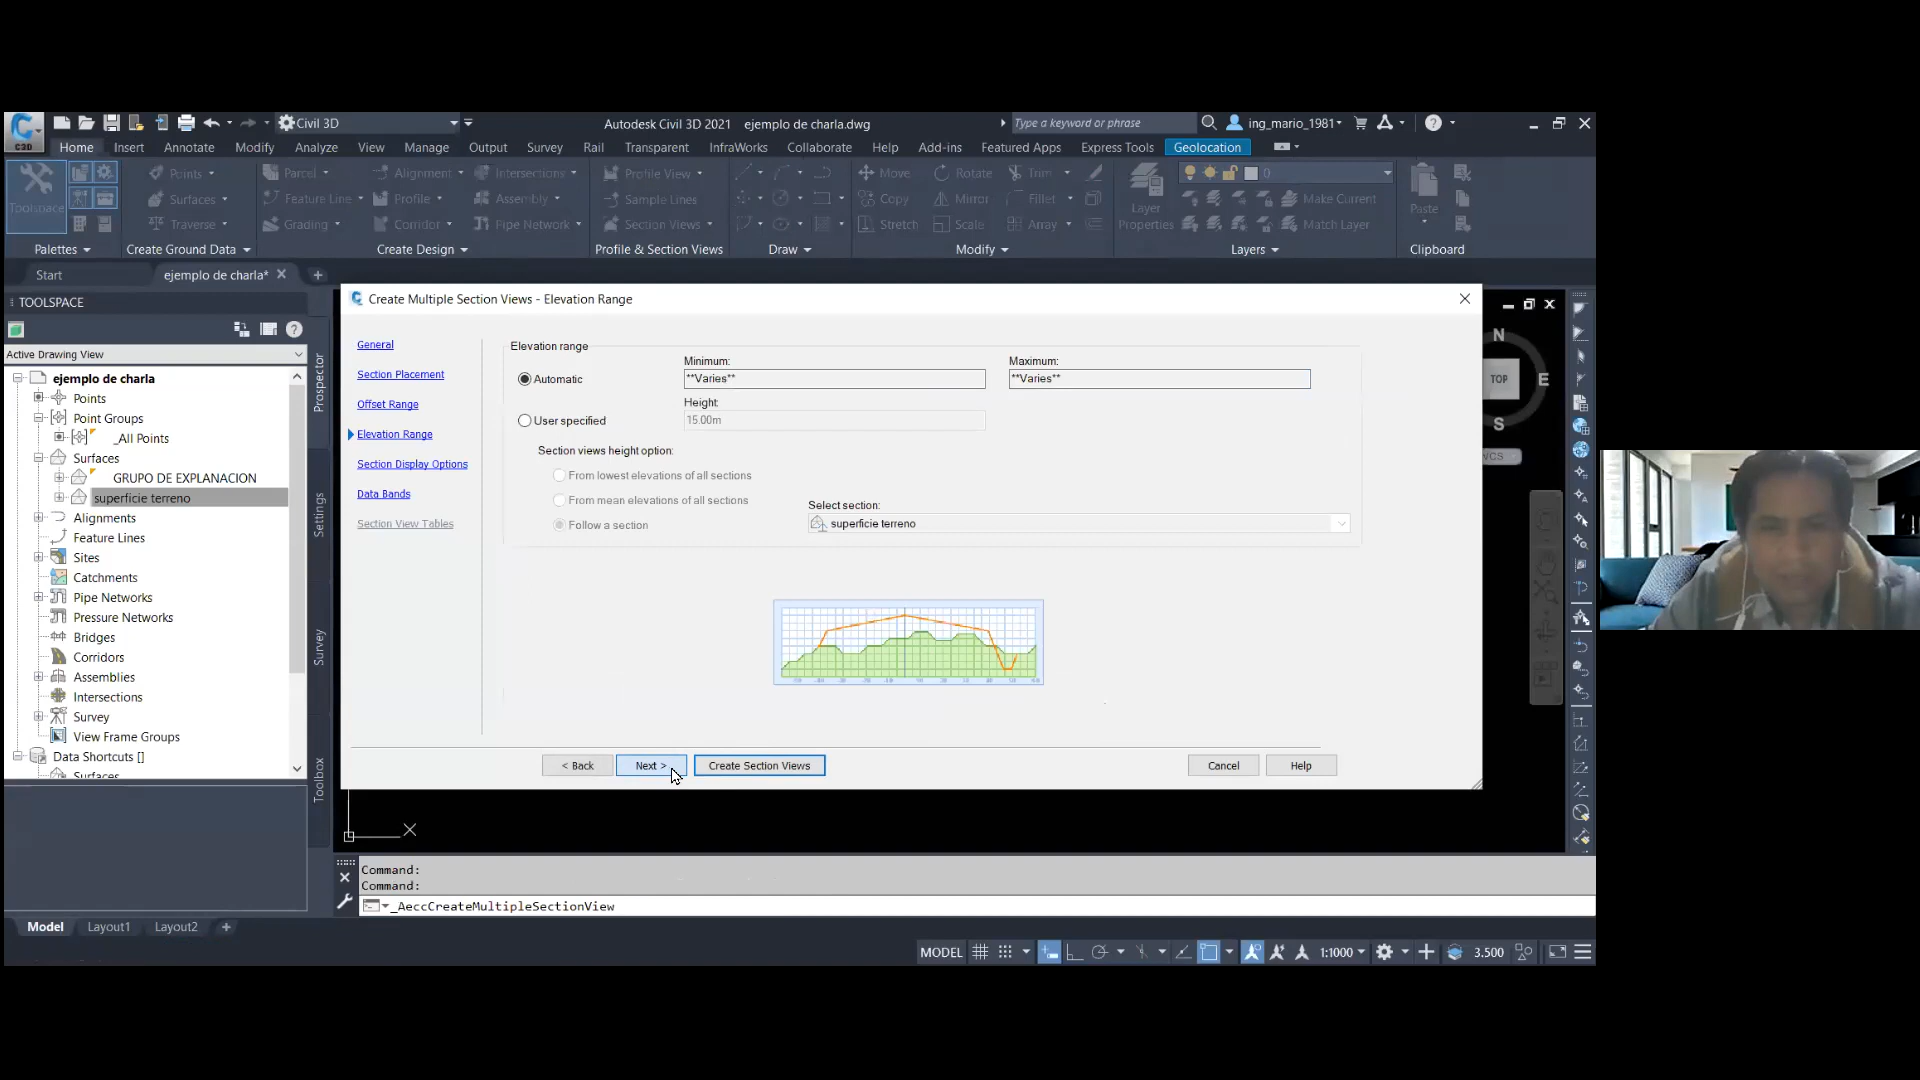 Civil 3D
Autodesk Civil 3D 2021 ejemplo de charla.dwg
Type a keyword or phrase
ing_mario_1981
C3D
Home Insert Annotate Modify Analyze View Manage Output Survey Rail Transparent InfraWorks Collaborate Help Add-ins Featured Apps Express Tools Geolocation
Toolspace
Points
Surfaces
Traverse
Parcel
Feature Line
Grading
Alignment
Profile
Corridor
Intersections
Assembly
Pipe Network
Profile View
Sample Lines
Section Views
Move
Copy
Stretch
Rotate
Mirror
Scale
Trim
Fillet
Array
Layer
Properties
0
Make Current
Match Layer
Paste
Palettes Create Ground Data Create Design Profile & Section Views Draw Modify Layers Clipboard
Start ejemplo de charla*
TOOLSPACE
Active Drawing View
ejemplo de charla
Points
Point Groups
_All Points
Surfaces
GRUPO DE EXPLANACION
superficie terreno
Alignments
Feature Lines
Sites
Catchments
Pipe Networks
Pressure Networks
Bridges
Corridors
Assemblies
Intersections
Survey
View Frame Groups
Data Shortcuts []
Surfaces
Prospector
Settings
Survey
Toolbox
Create Multiple Section Views - Elevation Range
General
Section Placement
Offset Range
Elevation Range
Section Display Options
Data Bands
Section View Tables
Elevation range
Automatic
Minimum:
**Varies**
Maximum:
**Varies**
User specified
Height:
15.00m
Section views height option:
From lowest elevations of all sections
From mean elevations of all sections
Follow a section
Select section:
superficie terreno
< Back Next > Create Section Views Cancel Help
N
TOP
E
S
Command:
Command:
_AeccCreateMultipleSectionView
Model Layout1 Layout2
MODEL 1:1000 3.500